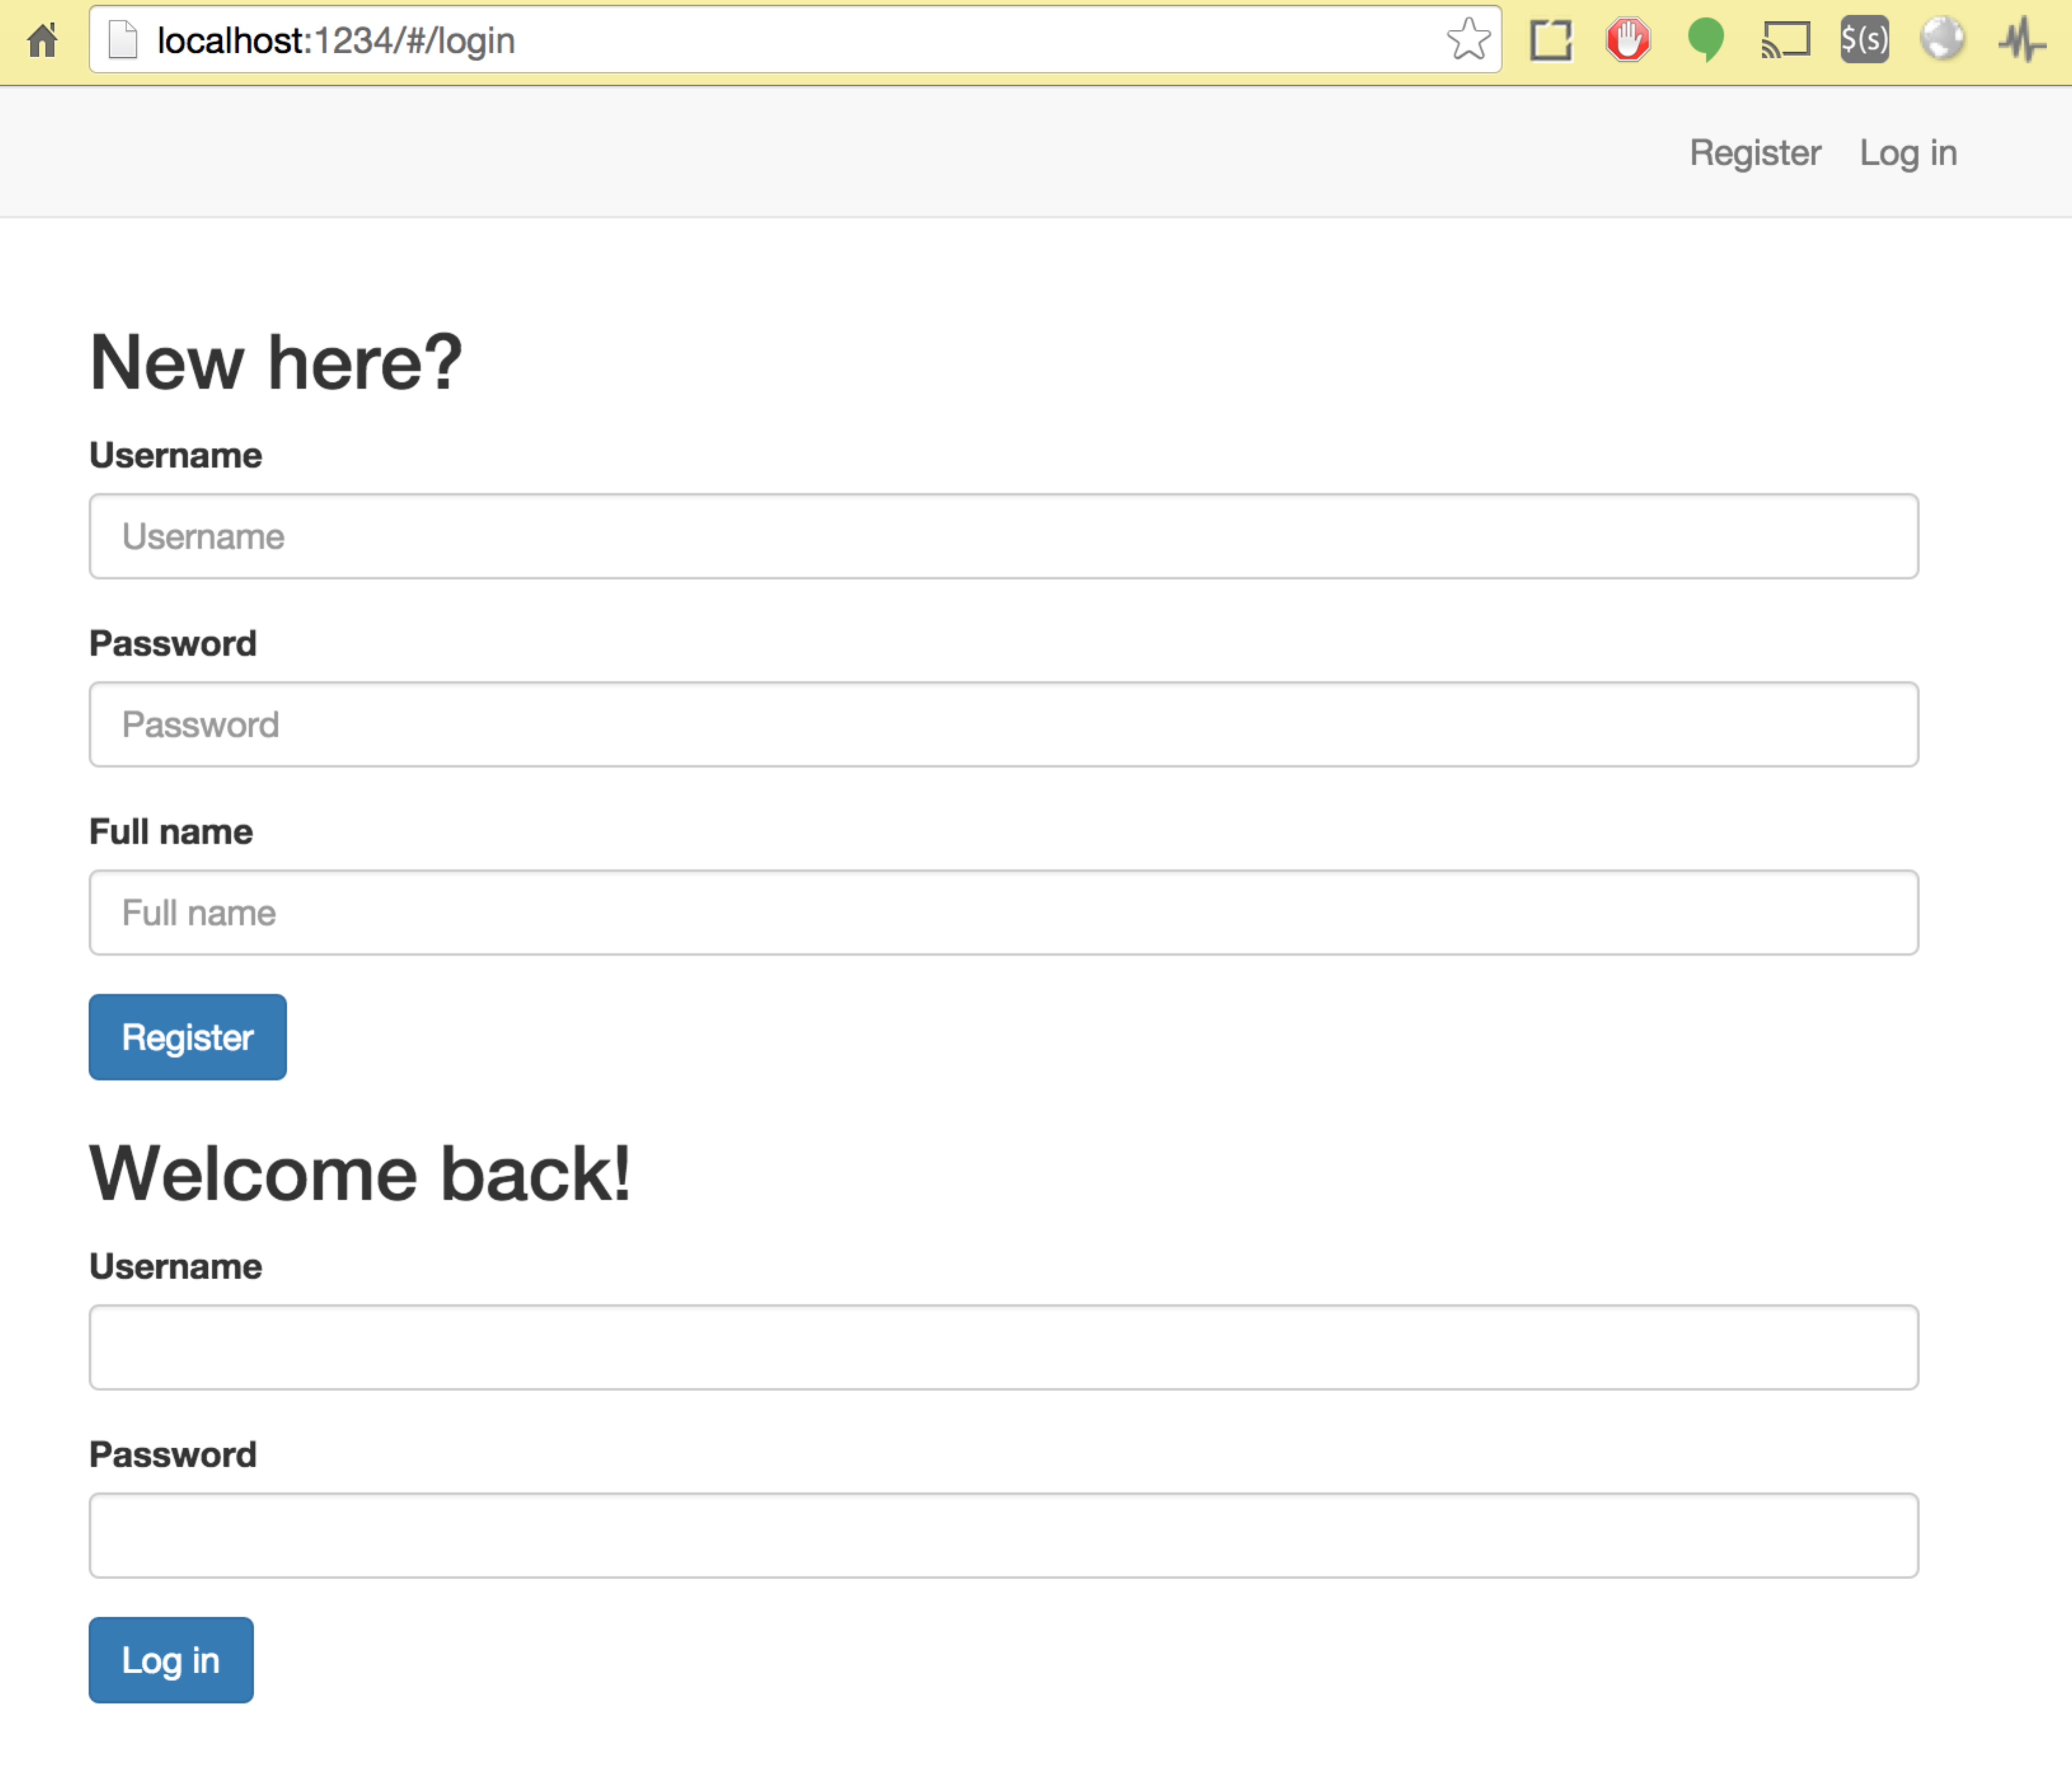 localhost:1234/#/login
$(s)
Register Log in
New here?
Username
Username
Password
Password
Full name
Full name
Register
Welcome back!
Username
Password
Log in